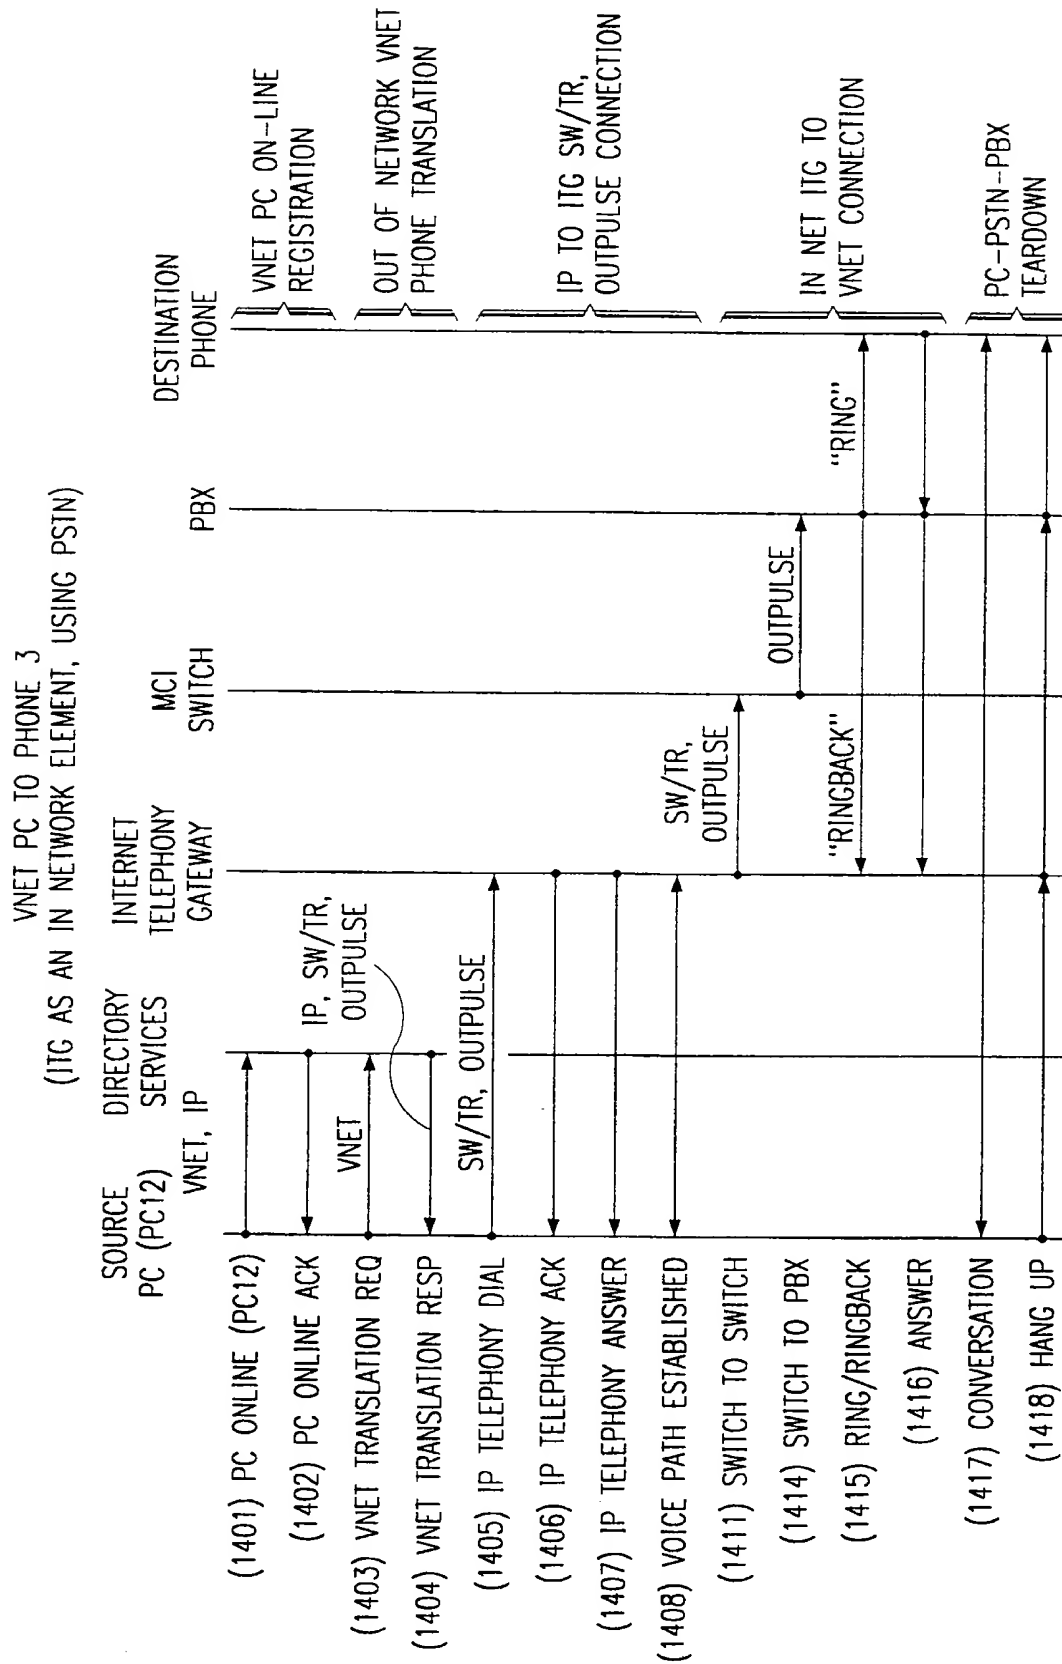 VNET PC TO PHONE 3
(ITG AS AN IN NETWORK ELEMENT, USING PSTN)
SOURCE
PC (PC12)
DIRECTORY
SERVICES
INTERNET
TELEPHONY
GATEWAY
MCI
SWITCH
PBX
DESTINATION
PHONE
(1401) PC ONLINE (PC12)
VNET, IP
VNET PC ON-LINE
REGISTRATION
(1402) PC ONLINE ACK
(1403) VNET TRANSLATION REQ
VNET
IP, SW/TR,
OUTPULSE
OUT OF NETWORK VNET
PHONE TRANSLATION
(1404) VNET TRANSLATION RESP
(1405) IP TELEPHONY DIAL
SW/TR, OUTPULSE
IP TO ITG SW/TR,
OUTPULSE CONNECTION
(1406) IP TELEPHONY ACK
(1407) IP TELEPHONY ANSWER
(1408) VOICE PATH ESTABLISHED
(1411) SWITCH TO SWITCH
SW/TR,
OUTPULSE
(1414) SWITCH TO PBX
OUTPULSE
IN NET ITG TO
VNET CONNECTION
(1415) RING/RINGBACK
"RINGBACK"
"RING"
(1416) ANSWER
(1417) CONVERSATION
PC-PSTN-PBX
TEARDOWN
(1418) HANG UP